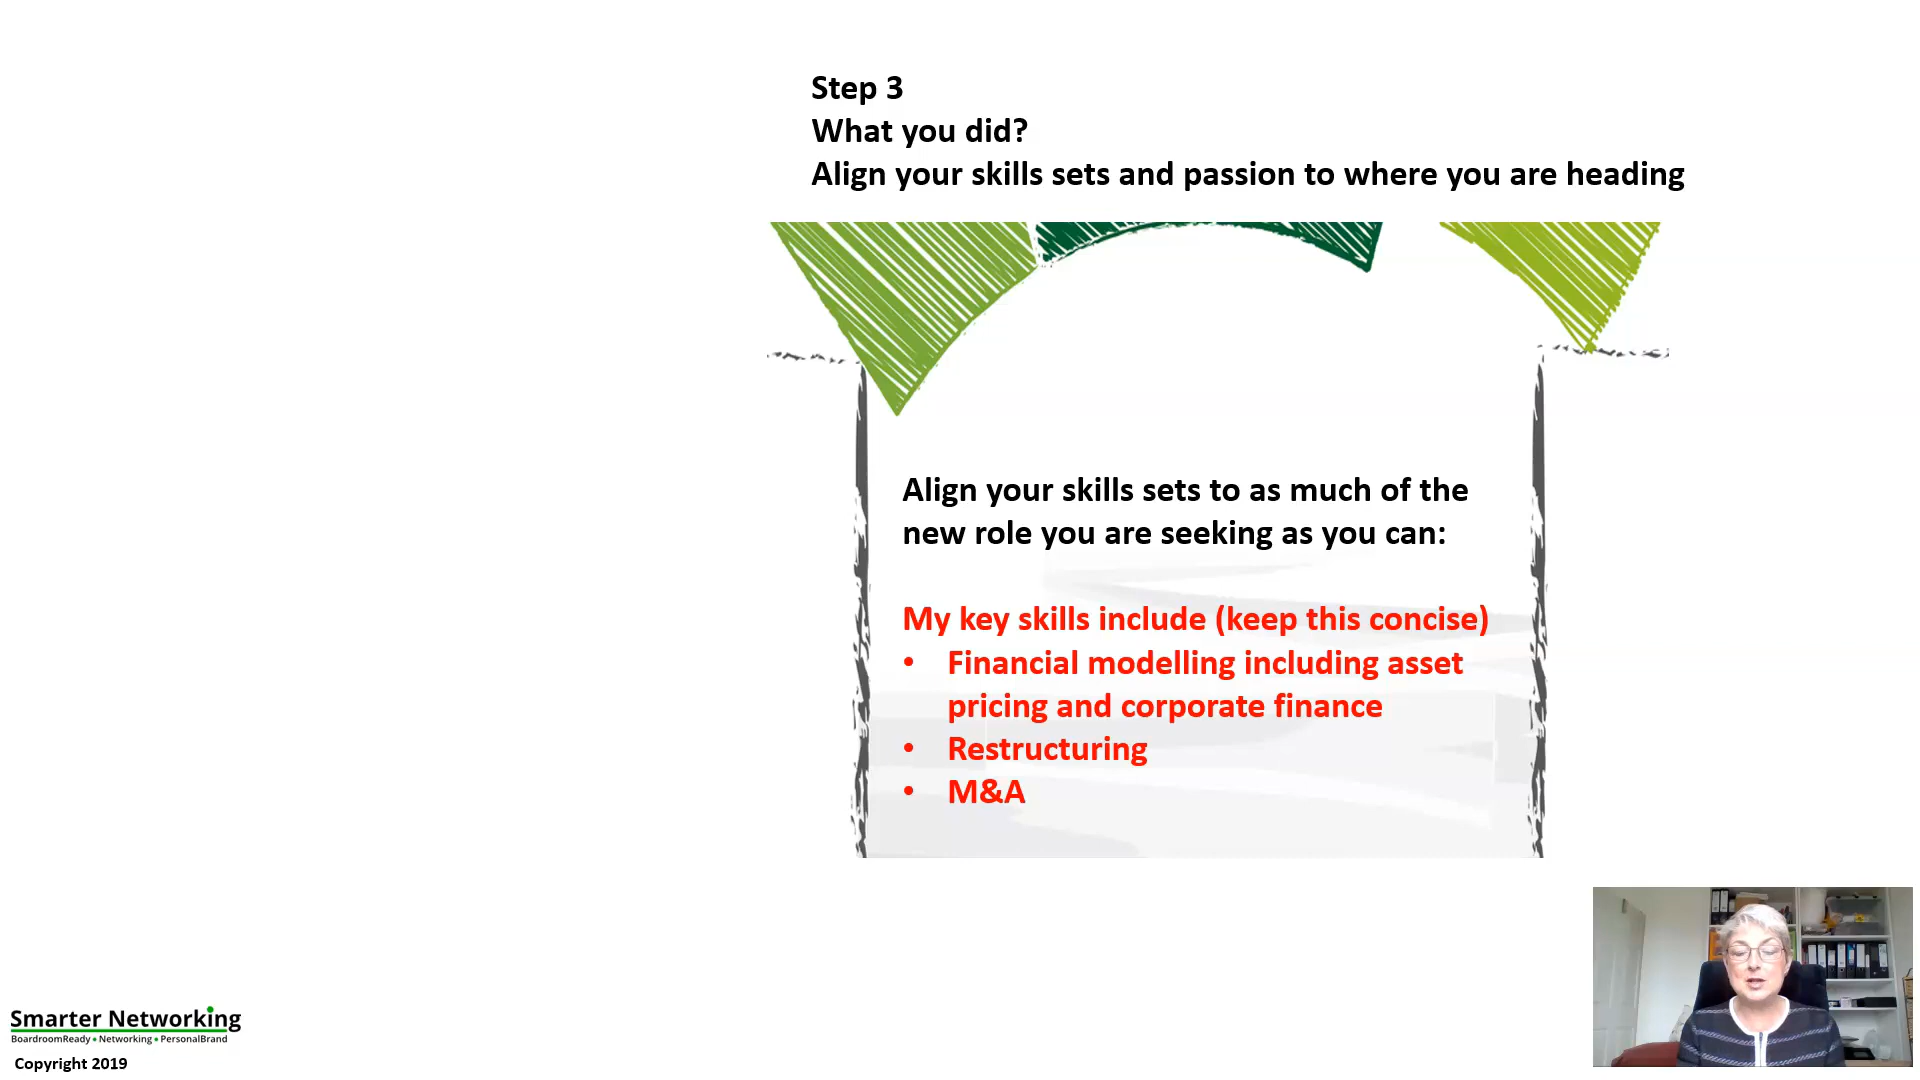 Step 3
What you did?
Align your skills sets and passion to where you are heading
Align your skills sets to as much of the
new role you are seeking as you can:
My key skills include (keep this concise)
• Financial modelling including asset
pricing and corporate finance
• Restructuring
• M&A
Smarter Networking
BoardroomReady • Networking • PersonalBrand
Copyright 2019